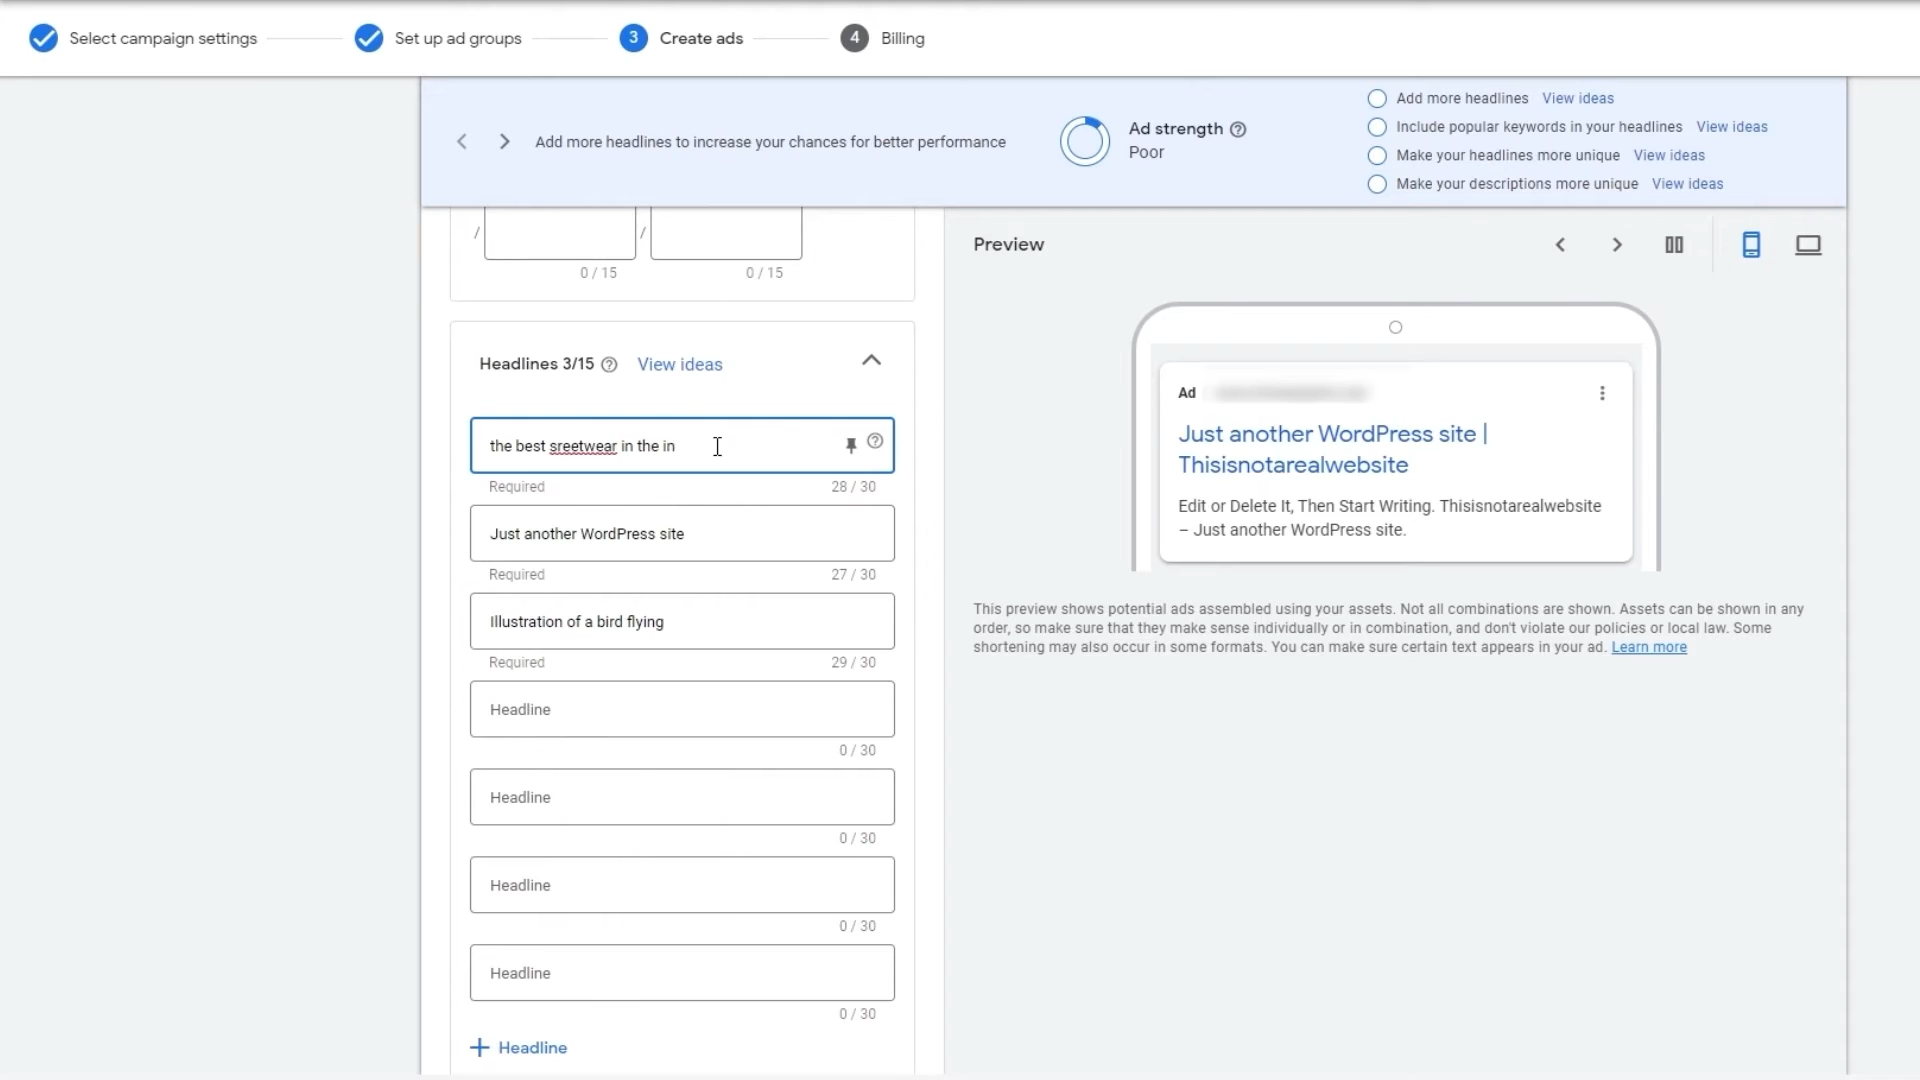 Select campaign settings
Set up ad groups
3 Create ads
4 Billing
Add more headlines to increase your chances for better performance
Ad strength
Poor
Add more headlines View ideas
Include popular keywords in your headlines View ideas
Make your headlines more unique View ideas
Make your descriptions more unique View ideas
/ /
0 / 15 0 / 15
Headlines 3/15 View ideas
the best sreetwear in the in
Required 28 / 30
Just another WordPress site
Required 27 / 30
Illustration of a bird flying
Required 29 / 30
Headline
0 / 30
Headline
0 / 30
Headline
0 / 30
Headline
0 / 30
+ Headline
Preview
Ad
Just another WordPress site |
Thisisnotarealwebsite
Edit or Delete It, Then Start Writing. Thisisnotarealwebsite
– Just another WordPress site.
This preview shows potential ads assembled using your assets. Not all combinations are shown. Assets can be shown in any
order, so make sure that they make sense individually or in combination, and don't violate our policies or local law. Some
shortening may also occur in some formats. You can make sure certain text appears in your ad. Learn more